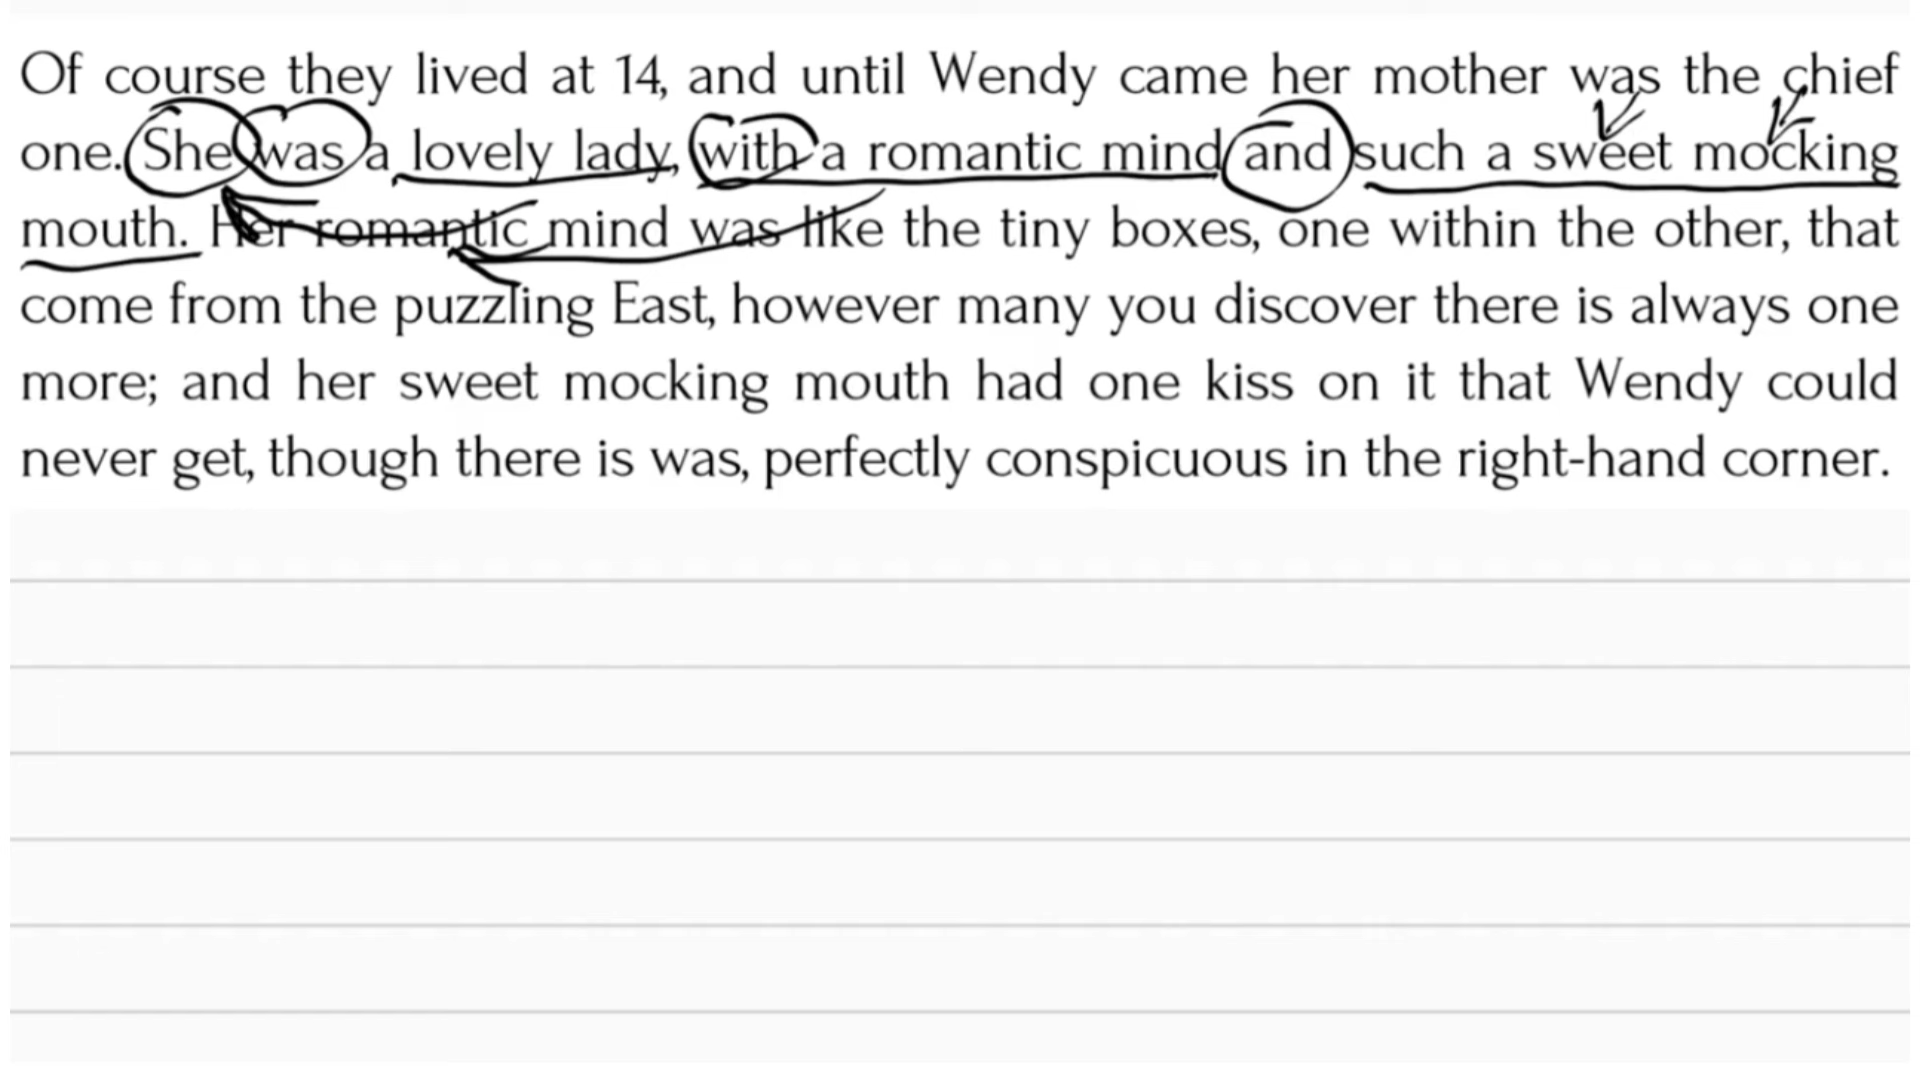 Of course they lived at 14, and until Wendy came her mother was the chief
one. She was a lovely lady, with a romantic mind and such a sweet mocking
mouth. Her romantic mind was like the tiny boxes, one within the other, that
come from the puzzling East, however many you discover there is always one
more; and her sweet mocking mouth had one kiss on it that Wendy could
never get, though there is was, perfectly conspicuous in the right-hand corner.